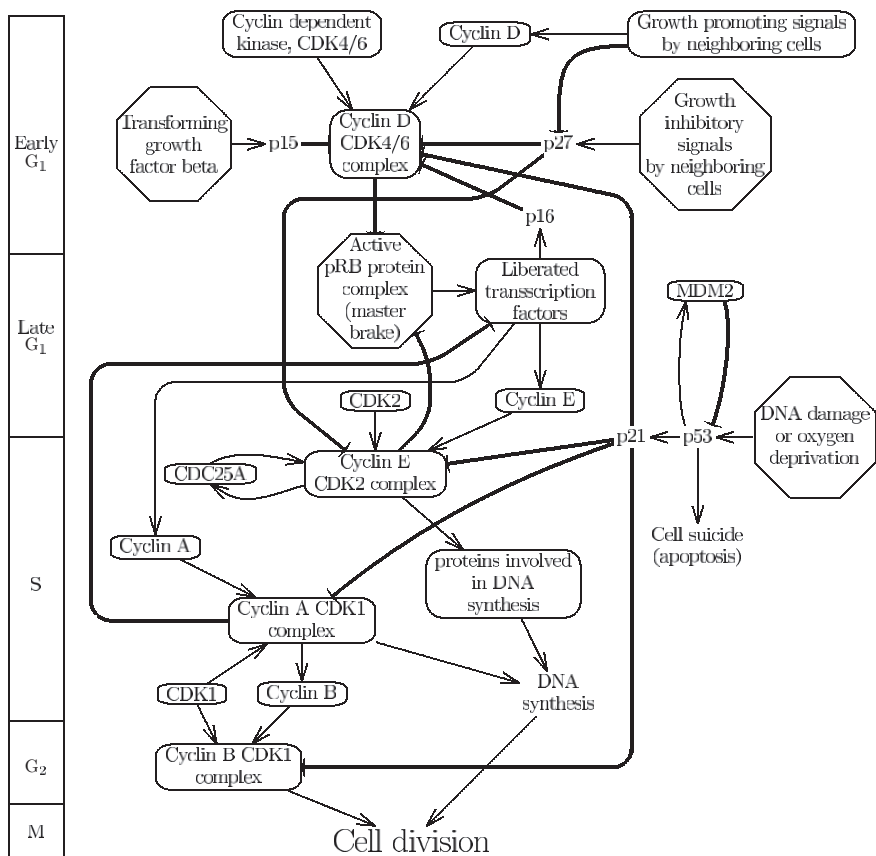 Cyclin dependent
kinase, CDK4/6
Cyclin D
Growth promoting signals
by neighboring cells
Early
G1
Transforming
growth
factor beta
p15
Cyclin D
CDK4/6
complex
p27
Growth
inhibitory
signals
by neighboring
cells
p16
Late
G1
Active
pRB protein
complex
(master
brake)
Liberated
transscription
factors
MDM2
CDK2
Cyclin E
p21
p53
DNA damage
or oxygen
deprivation
CDC25A
Cyclin E
CDK2 complex
Cell suicide
(apoptosis)
S
Cyclin A
proteins involved
in DNA
synthesis
Cyclin A CDK1
complex
CDK1
Cyclin B
DNA
synthesis
G2
Cyclin B CDK1
complex
M
Cell division